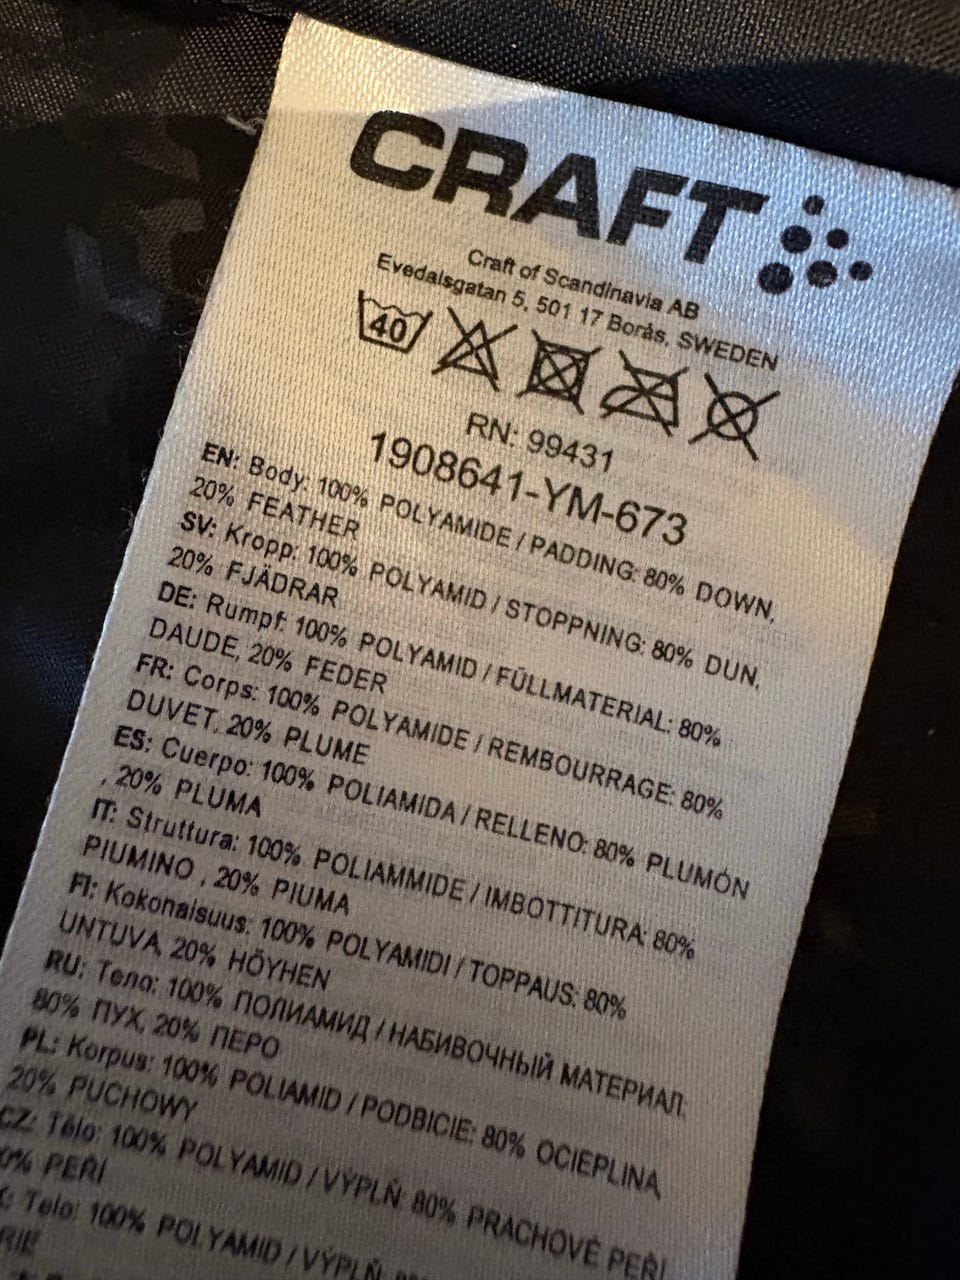 CRAFT
Craft of Scandinavia AB
Evedalsgatan 5, 501 17 Borås, SWEDEN
40
RN: 99431
1908641-YM-673
EN: Body: 100% POLYAMIDE / PADDING: 80% DOWN,
20% FEATHER
SV: Kropp: 100% POLYAMID / STOPPNING: 80% DUN,
20% FJÄDRAR
DE: Rumpf: 100% POLYAMID / FÜLLMATERIAL: 80%
DAUDE, 20% FEDER
FR: Corps: 100% POLYAMIDE / REMBOURRAGE: 80%
DUVET, 20% PLUME
ES: Cuerpo: 100% POLIAMIDA / RELLENO: 80% PLUMÓN
, 20% PLUMA
IT: Struttura: 100% POLIAMMIDE / IMBOTTITURA: 80%
PIUMINO , 20% PIUMA
FI: Kokonaisuus: 100% POLYAMIDI / TOPPAUS: 80%
UNTUVA, 20% HÖYHEN
RU: Тело: 100% ПОЛИАМИД / НАБИВОЧНЫЙ МАТЕРИАЛ:
80% ПУХ, 20% ПЕРО
PL: Korpus: 100% POLIAMID / PODBICIE: 80% OCIEPLINA
20% PUCHOWY
CZ: Tělo: 100% POLYAMID / VÝPLŇ: 80% PRACHOVÉ PEŘÍ
PEŘÍ
Telo: 100% POLYAMID / VÝPLŇ: